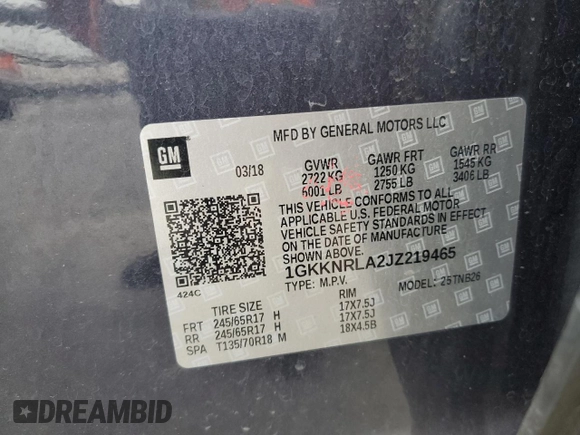 MFD BY GENERAL MOTORS LLC
GM
03/18
GVWR GAWR FRT GAWR RR
2722 KG 1250 KG 1545 KG
6001 LB 2755 LB 3406 LB
THIS VEHICLE CONFORMS TO ALL
APPLICABLE U.S. FEDERAL MOTOR
VEHICLE SAFETY STANDARDS IN EFFECT
ON THE DATE OF MANUFACTURE
SHOWN ABOVE.
1GKKNRLA2JZ219465
TYPE: M.P.V. MODEL: 25TNB26
424C
TIRE SIZE RIM
FRT 245/65R17 H 17X7.5J
RR 245/65R17 H 17X7.5J
SPA T135/70R18 M 18X4.5B
DREAMBID